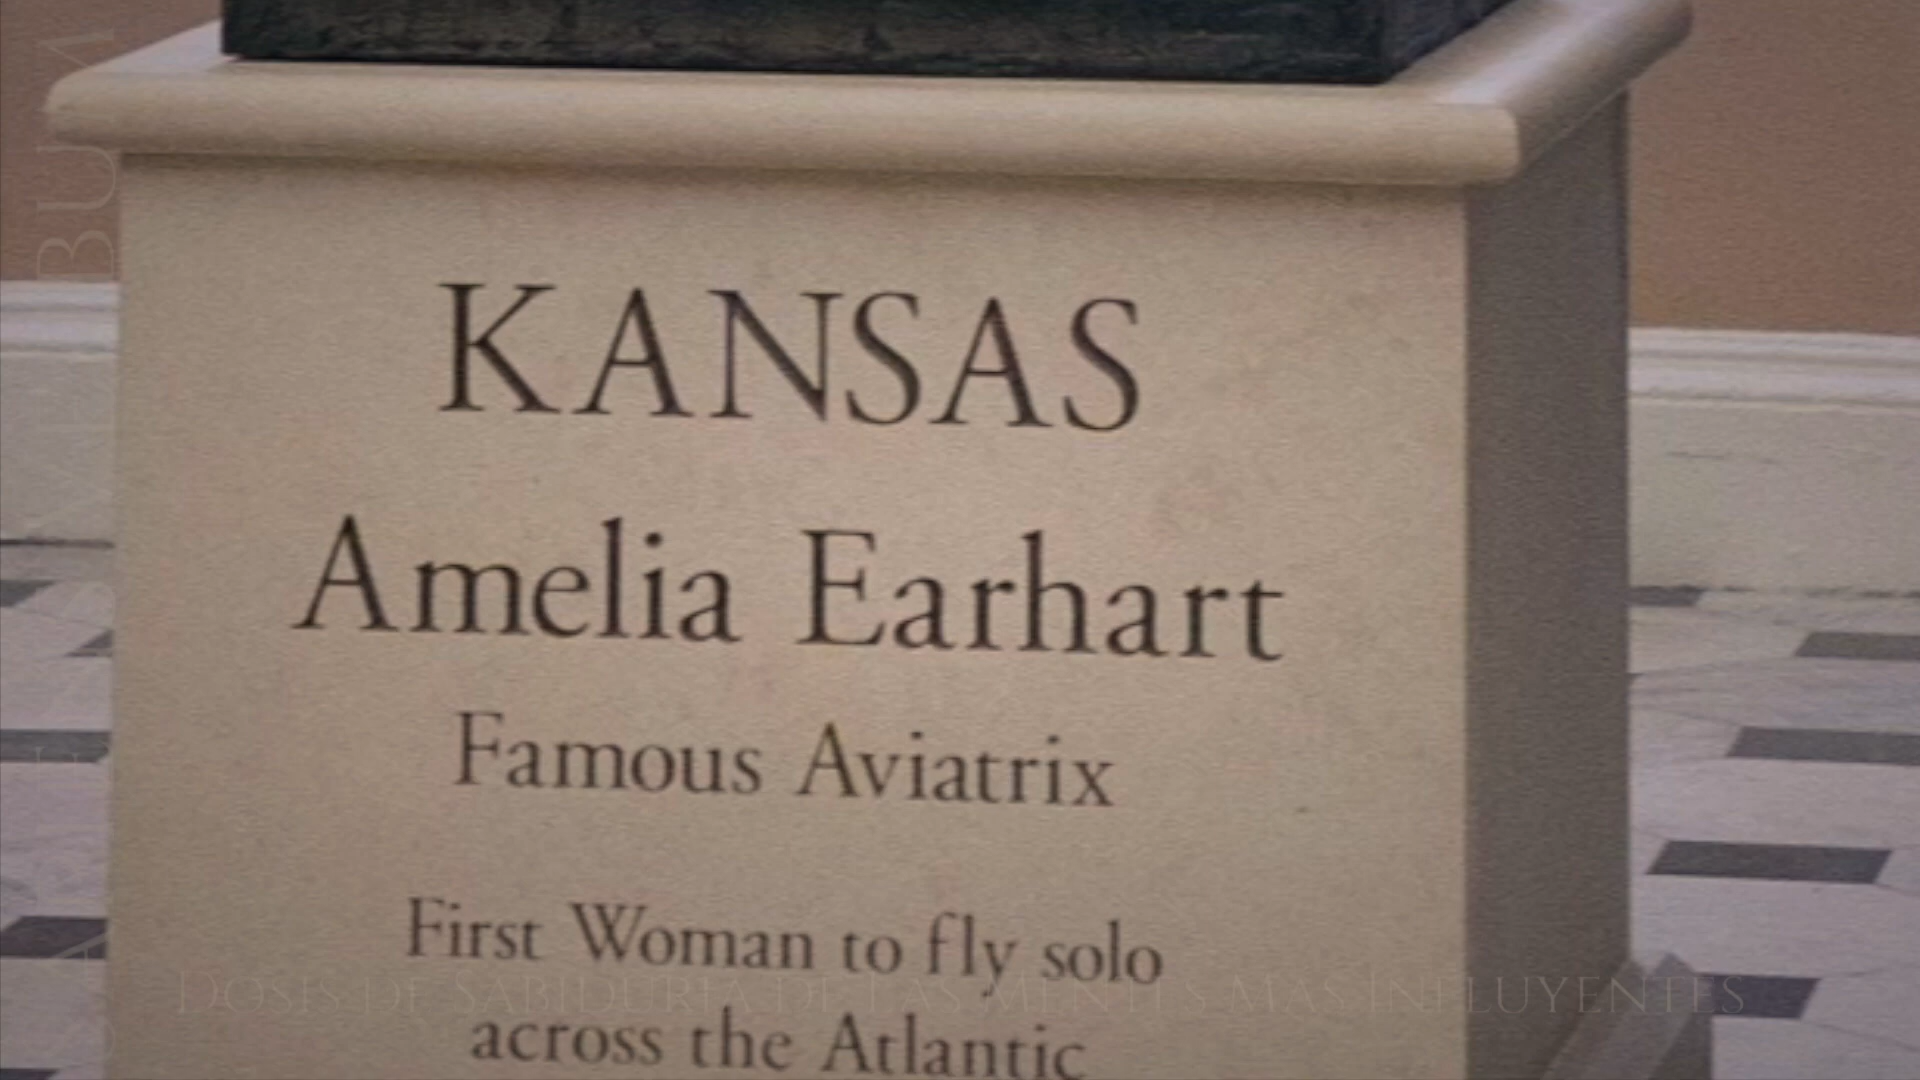 KANSAS
Amelia Earhart
Famous Aviatrix
First Woman to fly solo
across the Atlantic
DOSIS DE SABIDURÍA DE LAS MENTES MAS INFLUYENTES